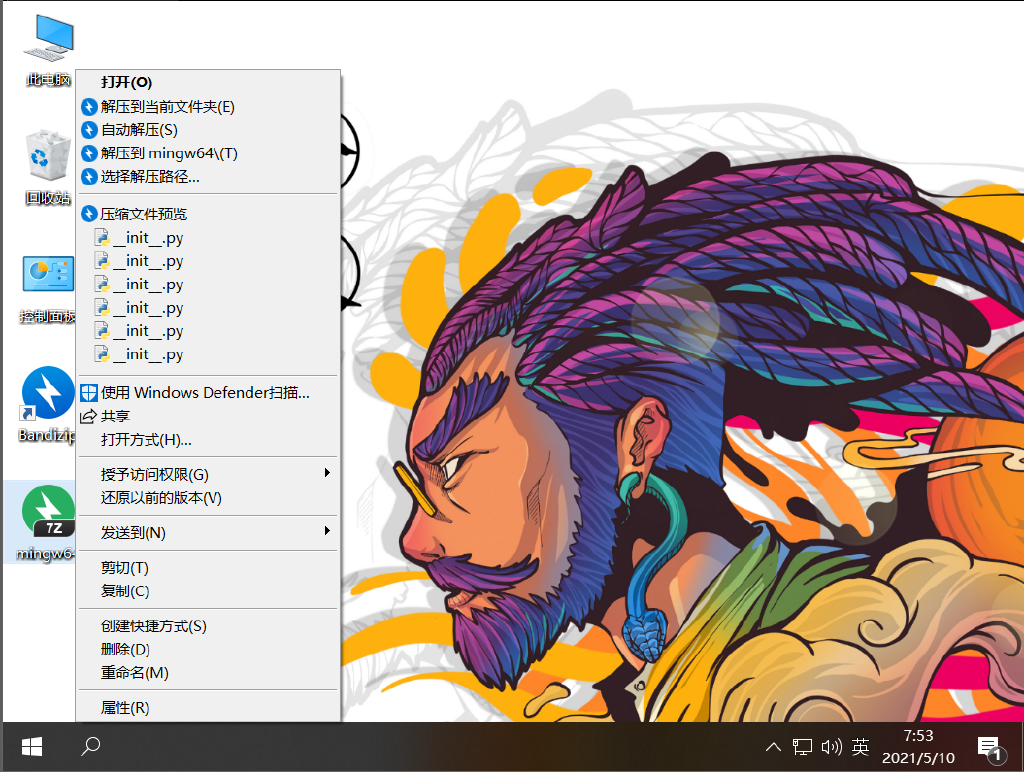 此电脑
回收站
控制面板
Bandizip
mingw6
打开(O)
解压到当前文件夹(E)
自动解压(S)
解压到 mingw64\(T)
选择解压路径...
压缩文件预览
__init__.py
__init__.py
__init__.py
__init__.py
__init__.py
__init__.py
使用 Windows Defender扫描...
共享
打开方式(H)...
授予访问权限(G)
还原以前的版本(V)
发送到(N)
剪切(T)
复制(C)
创建快捷方式(S)
删除(D)
重命名(M)
属性(R)
7Z
英
7:53
2021/5/10
1